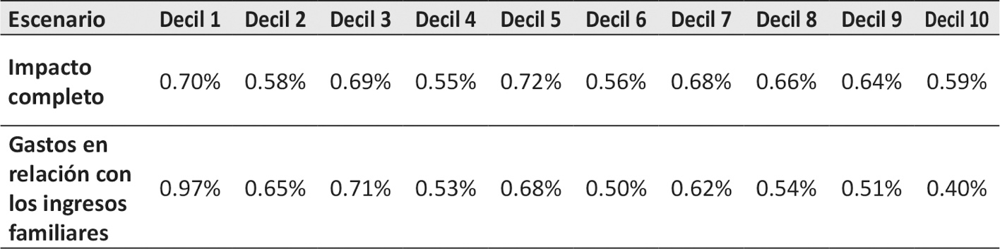 Escenario Decil 1 Decil 2 Decil 3 Decil 4 Decil 5 Decil 6 Decil 7 Decil 8 Decil 9 Decil 10
Impacto
completo
0.70% 0.58% 0.69% 0.55% 0.72% 0.56% 0.68% 0.66% 0.64% 0.59%
Gastos en
relación con
los ingresos
familiares
0.97% 0.65% 0.71% 0.53% 0.68% 0.50% 0.62% 0.54% 0.51% 0.40%